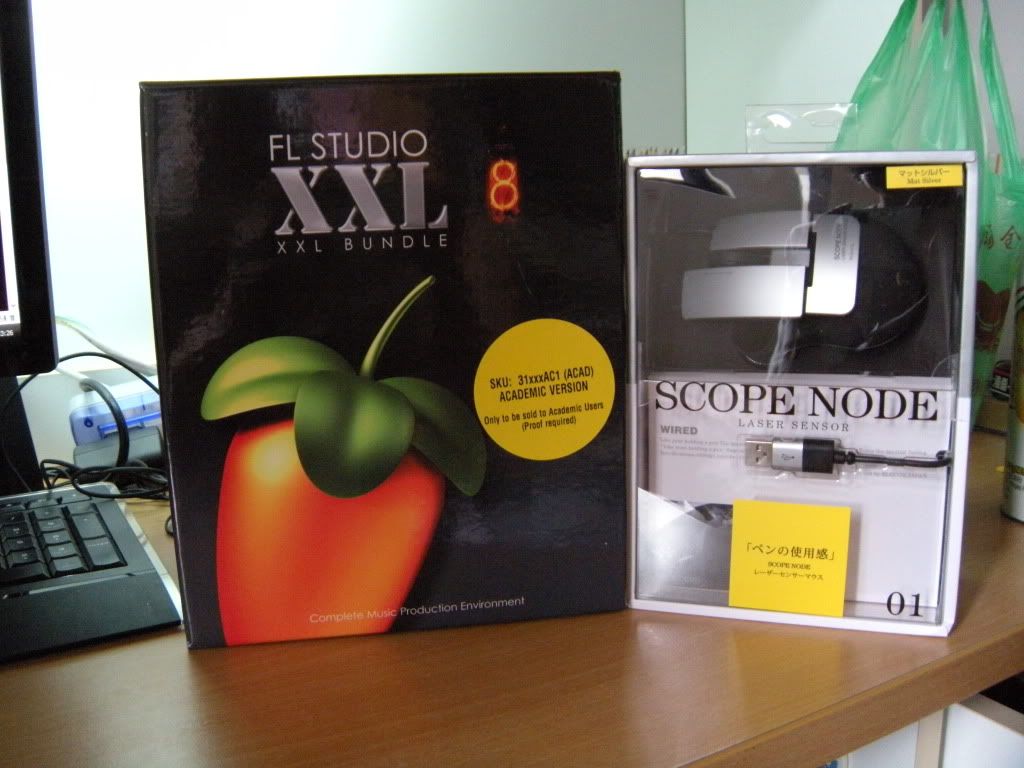 FL STUDIO
XXL
XXL BUNDLE
8
SKU: 31xxxAC1 (ACAD)
ACADEMIC VERSION
Only to be sold to Academic Users
(Proof required)
Complete Music Production Environment
マットシルバー
Mat Silver
SCOPE NODE
SCOPE NODE
LASER SENSOR
WIRED
「ペンの使用感」
SCOPE NODE
レーザーセンサーマウス
01
3:26